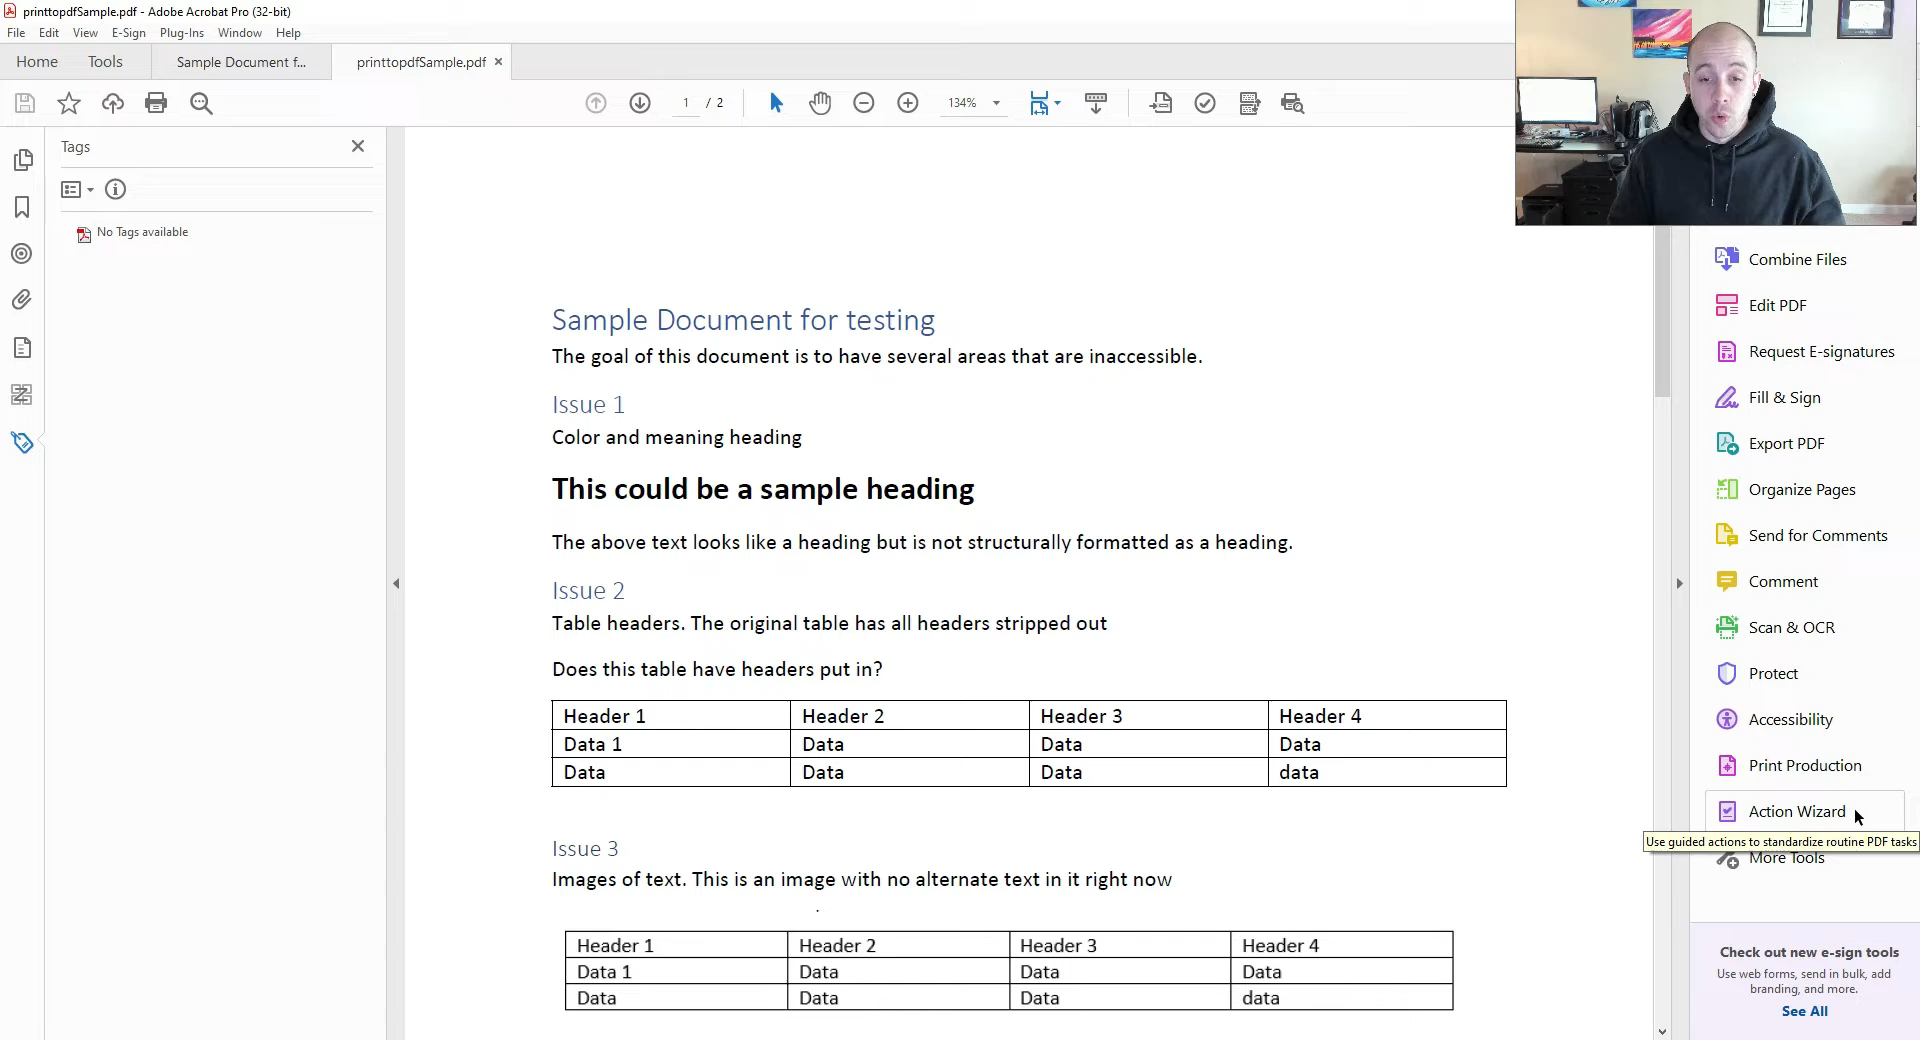 printtopdfSample.pdf - Adobe Acrobat Pro (32-bit)
File Edit View E-Sign Plug-Ins Window Help
Home Tools Sample Document f... printtopdfSample.pdf
1 / 2 134%
Tags
No Tags available
Sample Document for testing
The goal of this document is to have several areas that are inaccessible.
Issue 1
Color and meaning heading
This could be a sample heading
The above text looks like a heading but is not structurally formatted as a heading.
Issue 2
Table headers. The original table has all headers stripped out
Does this table have headers put in?
Header 1 Header 2 Header 3 Header 4
Data 1 Data Data Data
Data Data Data data
Issue 3
Images of text. This is an image with no alternate text in it right now
Header 1 Header 2 Header 3 Header 4
Data 1 Data Data Data
Data Data Data data
Combine Files
Edit PDF
Request E-signatures
Fill & Sign
Export PDF
Organize Pages
Send for Comments
Comment
Scan & OCR
Protect
Accessibility
Print Production
Action Wizard
Use guided actions to standardize routine PDF tasks
More Tools
Check out new e-sign tools
Use web forms, send in bulk, add
branding, and more.
See All